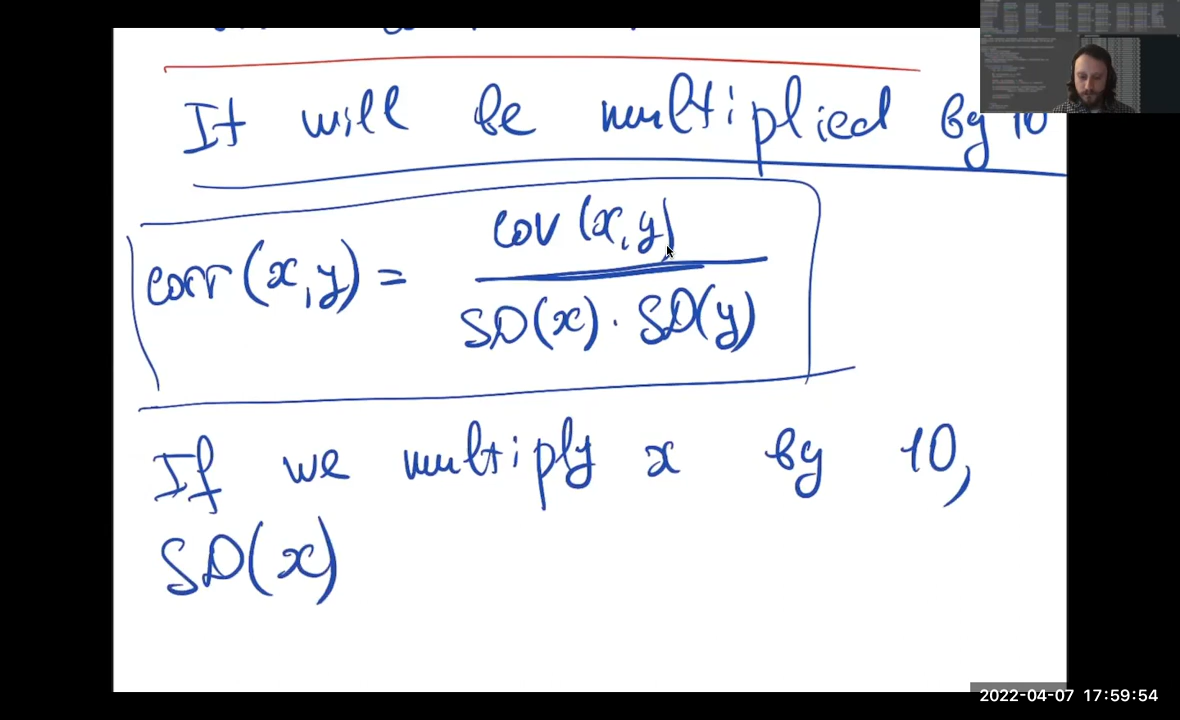 It will be multiplied by 10
corr(x,y) = cov(x,y) / SD(x) · SD(y)
If we multiply x by 10,
SD(x)
2022-04-07 17:59:54